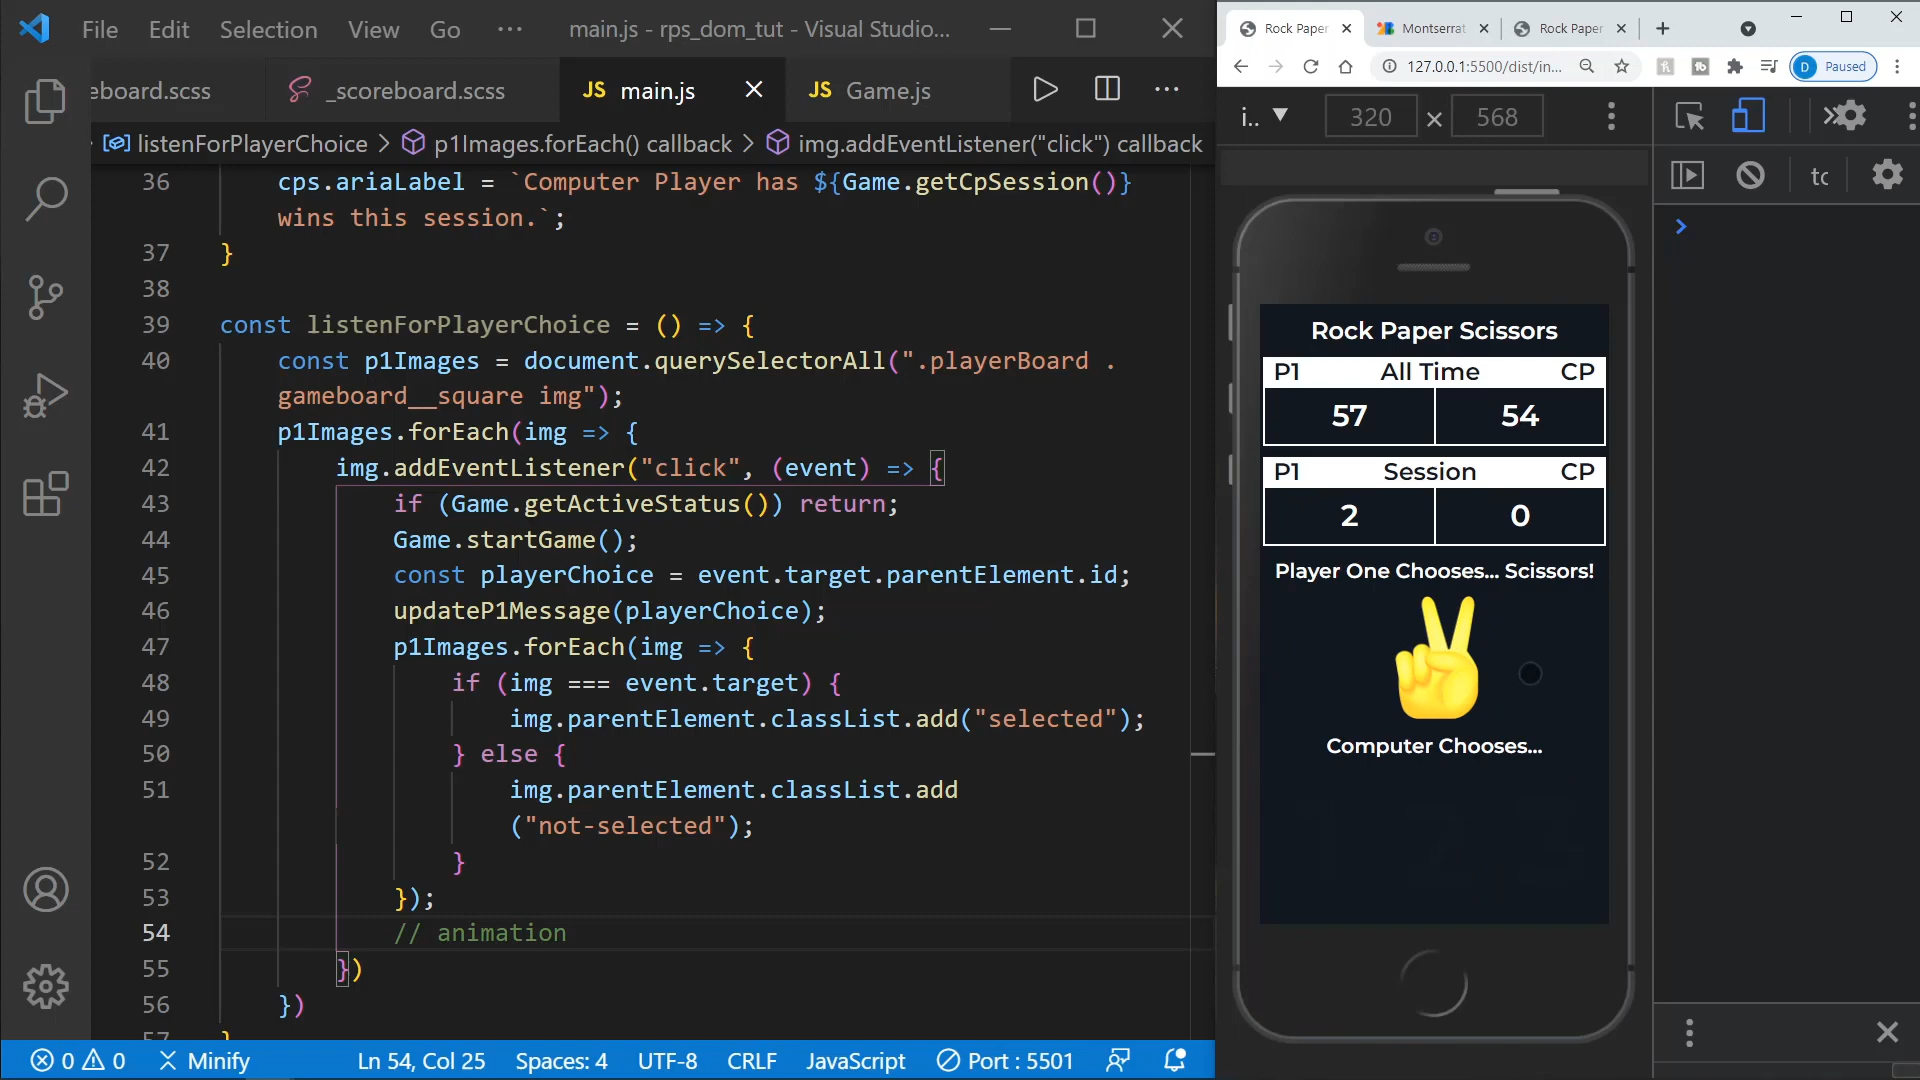 File Edit Selection View Go ··· main.js - rps_dom_tut - Visual Studio...
eboard.scss _scoreboard.scss JS main.js JS Game.js ···
listenForPlayerChoice > p1Images.forEach() callback > img.addEventListener("click") callback
36 cps.ariaLabel = `Computer Player has ${Game.getCpSession()}
wins this session.`;
37 }
38
39 const listenForPlayerChoice = () => {
40 const p1Images = document.querySelectorAll(".playerBoard .
gameboard__square img");
41 p1Images.forEach(img => {
42 img.addEventListener("click", (event) => {
43 if (Game.getActiveStatus()) return;
44 Game.startGame();
45 const playerChoice = event.target.parentElement.id;
46 updateP1Message(playerChoice);
47 p1Images.forEach(img => {
48 if (img === event.target) {
49 img.parentElement.classList.add("selected");
50 } else {
51 img.parentElement.classList.add
("not-selected");
52 }
53 });
54 // animation
55 })
56 })
57 }
0 0 Minify Ln 54, Col 25 Spaces: 4 UTF-8 CRLF JavaScript Port : 5501
Rock Paper Montserrat Rock Paper
127.0.0.1:5500/dist/in... D Paused
i.. ▼ 320 × 568
Rock Paper Scissors
P1 All Time CP
57 54
P1 Session CP
2 0
Player One Chooses... Scissors!
Computer Chooses...